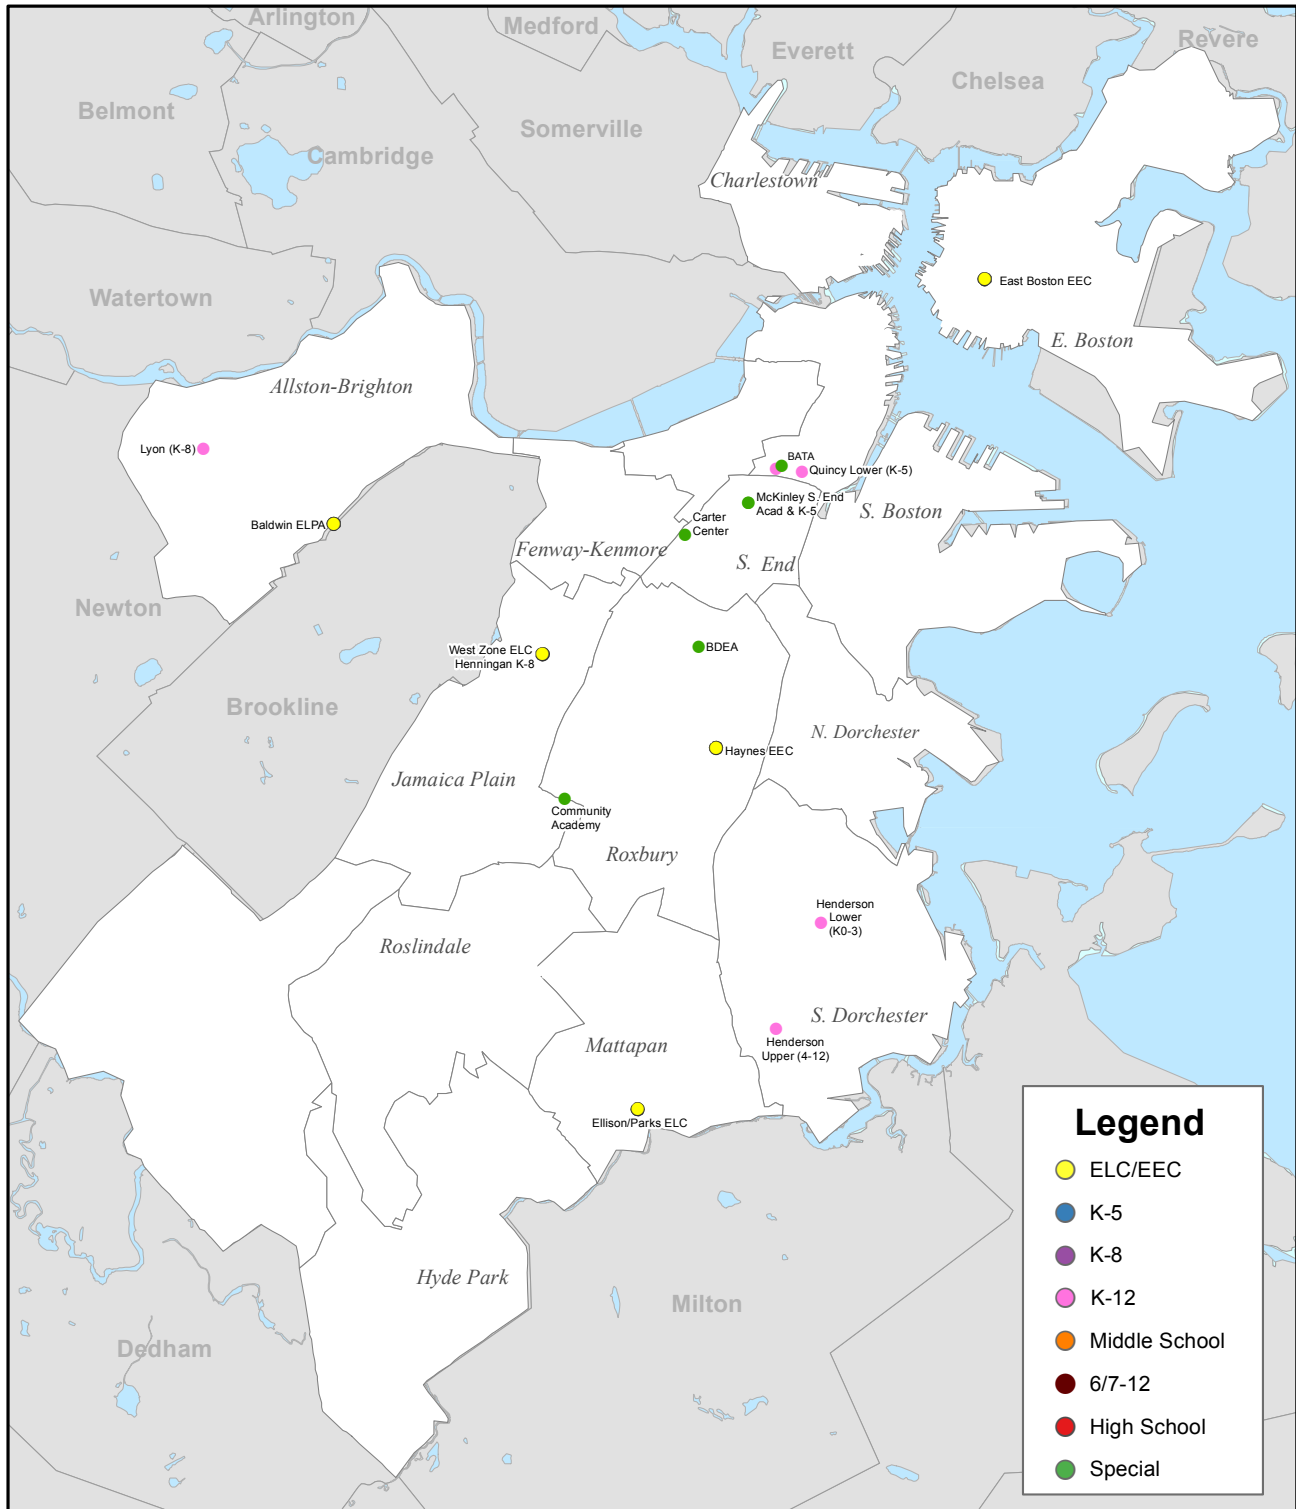 Arlington
Medford
Everett
Revere
Chelsea
Belmont
Somerville
Cambridge
Charlestown
East Boston EEC
Watertown
E. Boston
Allston-Brighton
Lyon (K-8)
BATA
Quincy Lower (K-5)
McKinley S. End
Acad & K-5
S. Boston
Baldwin ELPA
Carter
Center
Fenway-Kenmore
S. End
Newton
West Zone ELC
Henningan K-8
BDEA
Brookline
N. Dorchester
Haynes EEC
Jamaica Plain
Community
Academy
Roxbury
Henderson
Lower
(K0-3)
Roslindale
S. Dorchester
Mattapan
Henderson
Upper (4-12)
Ellison/Parks ELC
Hyde Park
Milton
Dedham
Legend
ELC/EEC
K-5
K-8
K-12
Middle School
6/7-12
High School
Special